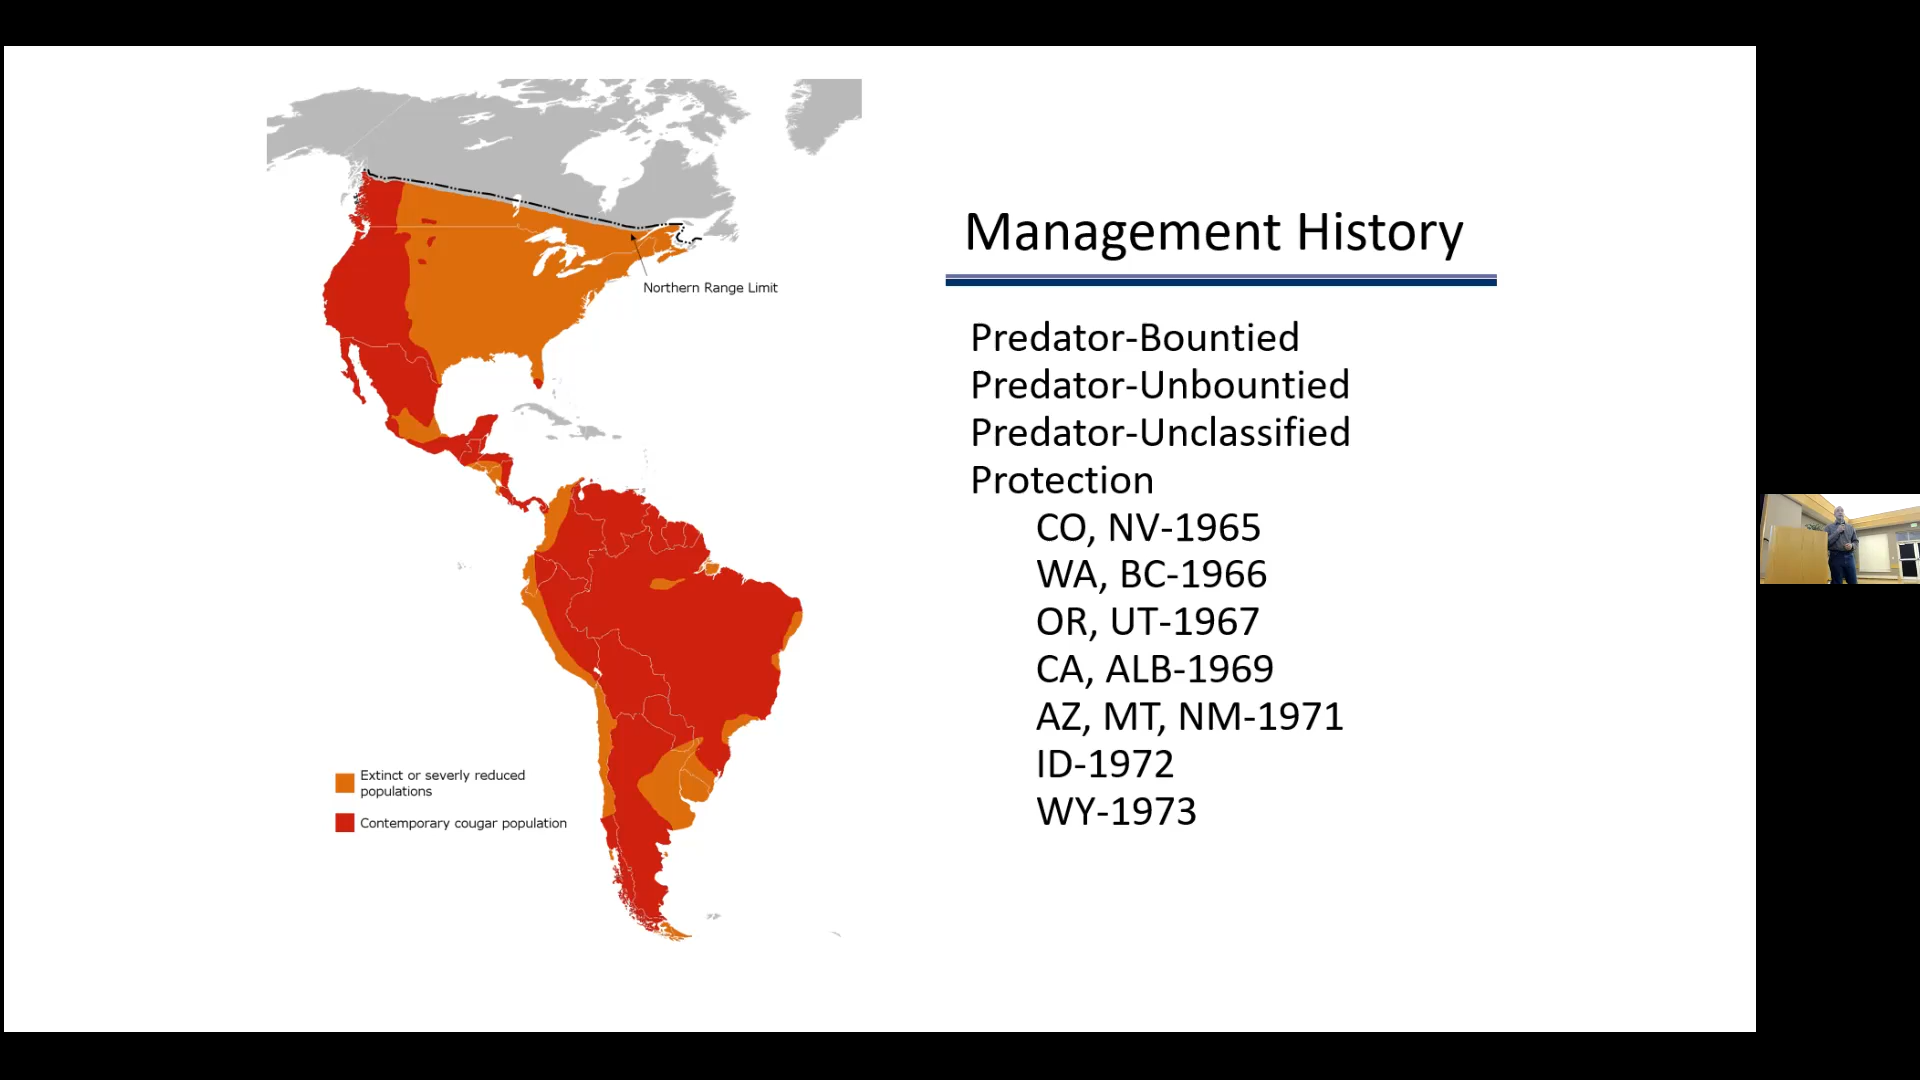 Northern Range Limit
Extinct or severly reduced
populations
Contemporary cougar population
Management History
Predator-Bountied
Predator-Unbountied
Predator-Unclassified
Protection
CO, NV-1965
WA, BC-1966
OR, UT-1967
CA, ALB-1969
AZ, MT, NM-1971
ID-1972
WY-1973